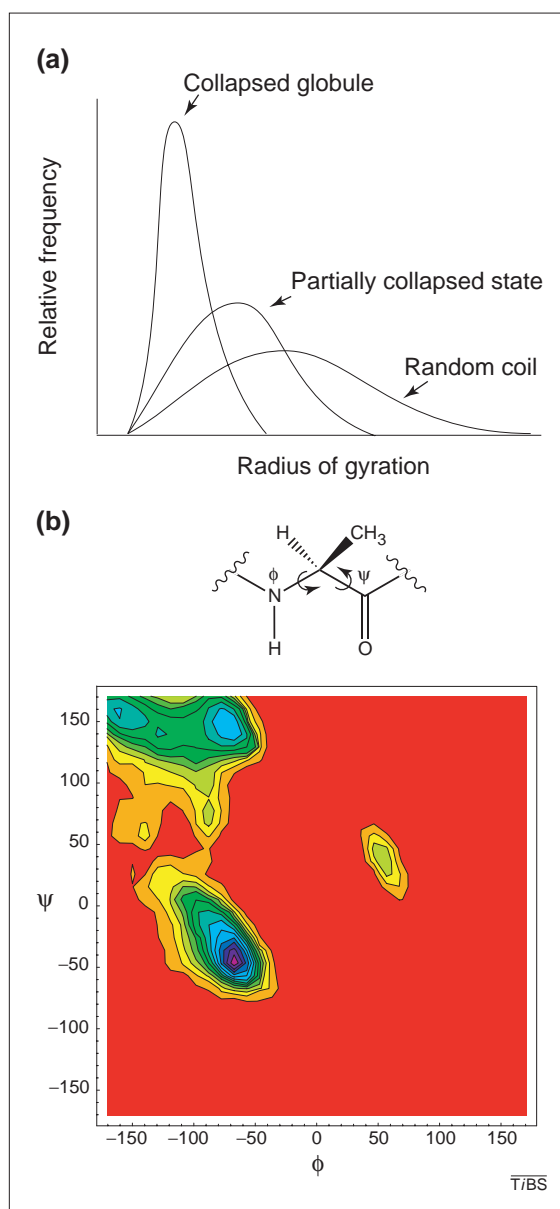 (a)
Collapsed globule
Relative frequency
Partially collapsed state
Random coil
Radius of gyration
(b)
H CH3
ϕ ψ
N
H O
150
100
50
ψ 0
−50
−100
−150
−150 −100 −50 0 50 100 150
ϕ
TiBS